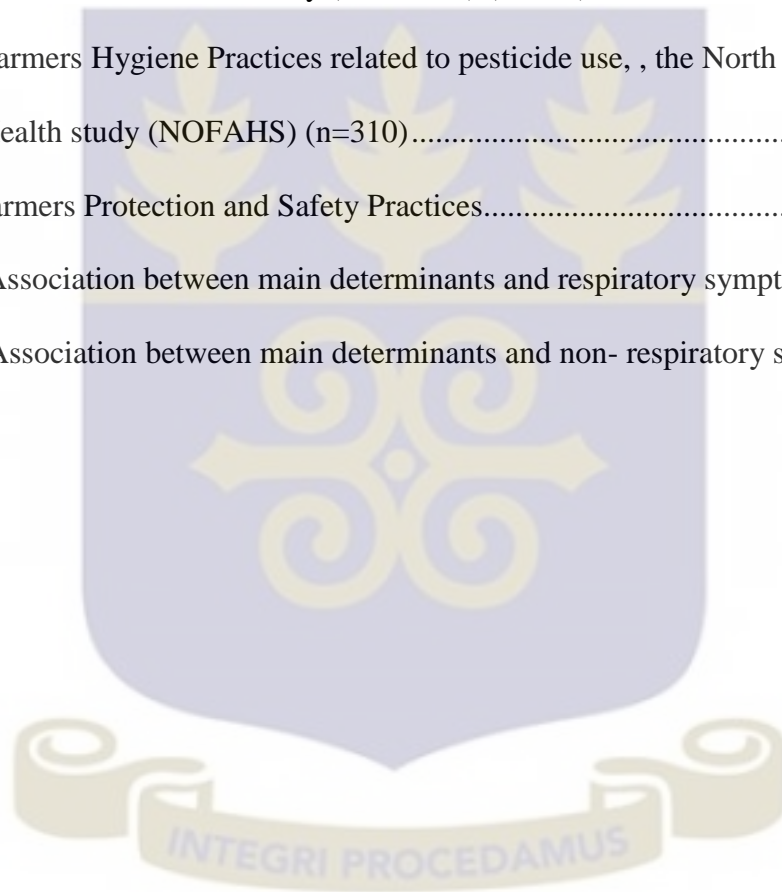 armers Hygiene Practices related to pesticide use, , the North
ealth study (NOFAHS) (n=310)....................................................
armers Protection and Safety Practices..........................................
Association between main determinants and respiratory sympt
Association between main determinants and non- respiratory s
INTEGRI PROCEDAMUS